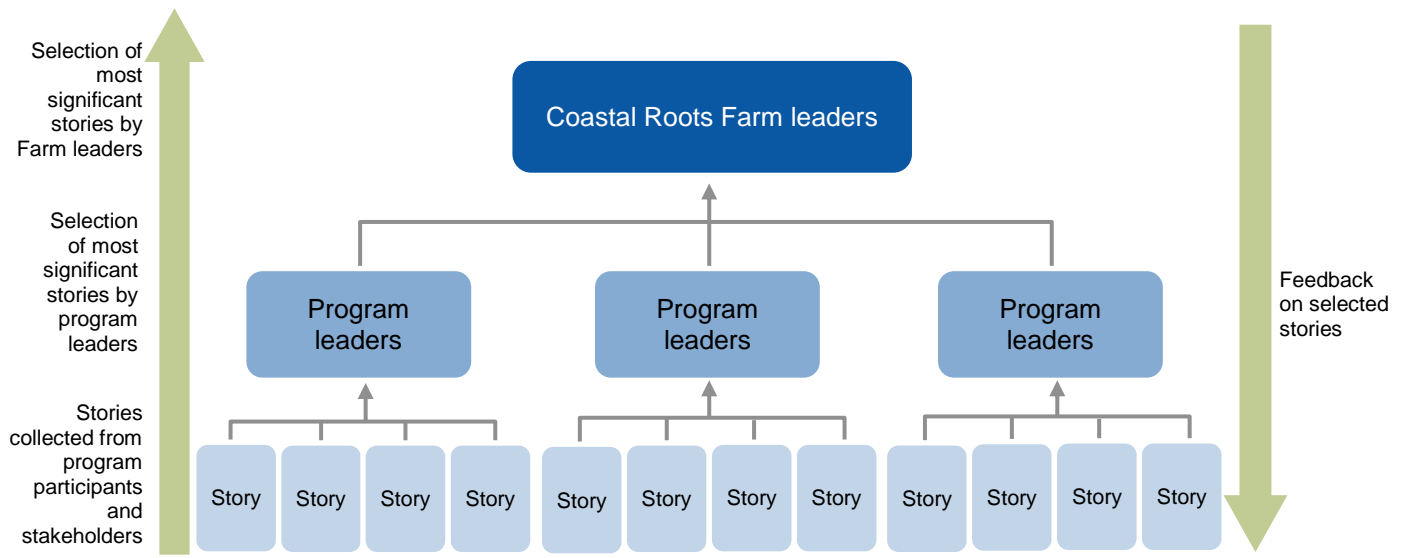 Selection of
most
significant
stories by
Farm leaders
Coastal Roots Farm leaders
Selection
of most
significant
stories by
program
leaders
Program
leaders
Program
leaders
Program
leaders
Feedback
on selected
stories
Stories
collected from
program
participants
and
stakeholders
Story
Story
Story
Story
Story
Story
Story
Story
Story
Story
Story
Story